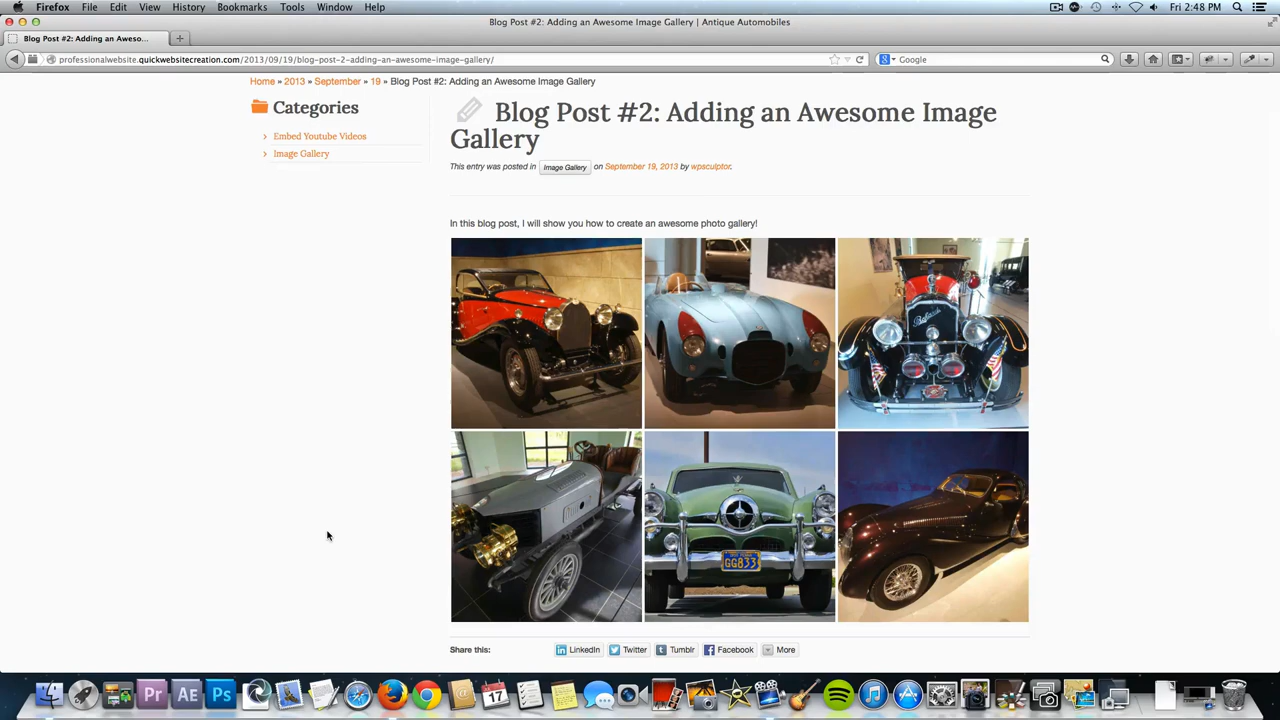 Firefox File Edit View History Bookmarks Tools Window Help Fri 2:48 PM
Blog Post #2: Adding an Awesome Image Gallery | Antique Automobiles
Blog Post #2: Adding an Aweso...
professionalwebsite.quickwebsitecreation.com/2013/09/19/blog-post-2-adding-an-awesome-image-gallery/
Google
Home » 2013 » September » 19 » Blog Post #2: Adding an Awesome Image Gallery
Categories
Embed Youtube Videos
Image Gallery
Blog Post #2: Adding an Awesome Image
Gallery
This entry was posted in Image Gallery on September 19, 2013 by wpsculptor.
In this blog post, I will show you how to create an awesome photo gallery!
GG833
Share this: LinkedIn Twitter Tumblr Facebook More
Pr AE Ps 17